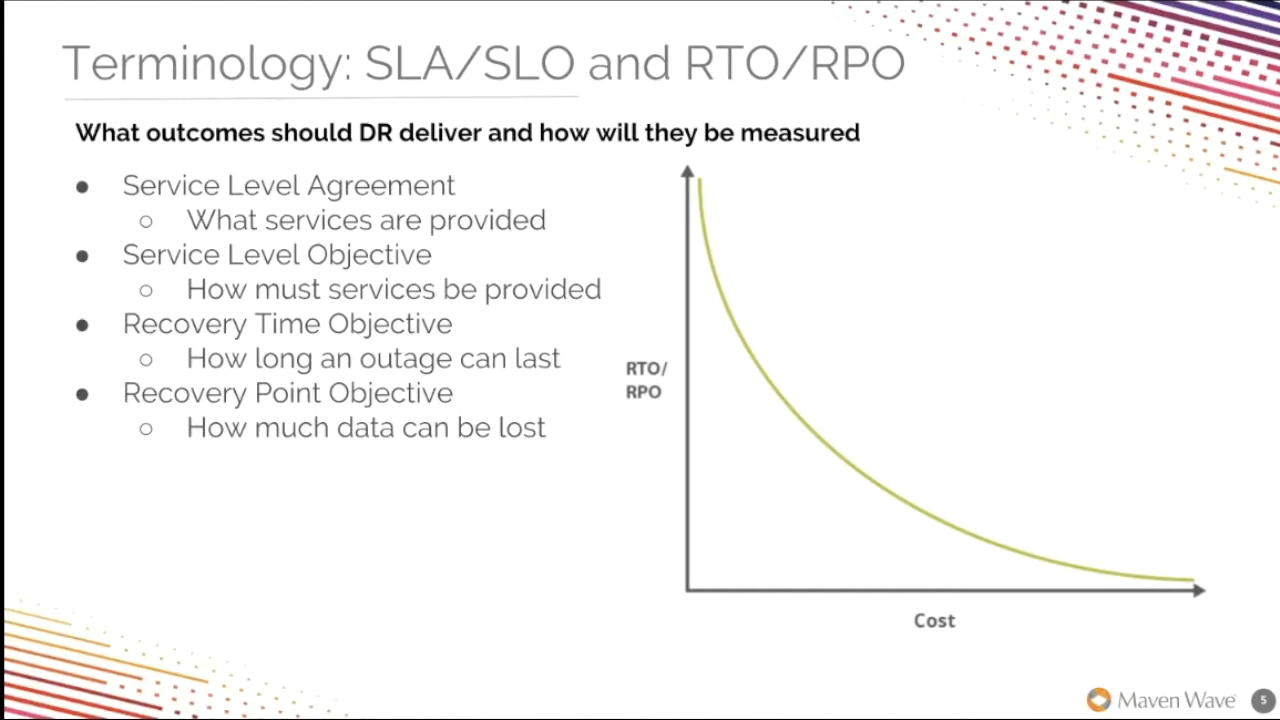 Terminology: SLA/SLO and RTO/RPO
What outcomes should DR deliver and how will they be measured
● Service Level Agreement
○ What services are provided
● Service Level Objective
○ How must services be provided
● Recovery Time Objective
○ How long an outage can last
● Recovery Point Objective
○ How much data can be lost
RTO/
RPO
Cost
Maven Wave
5